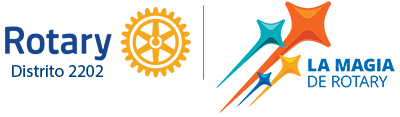 Rotary
Distrito 2202
LA MAGIA
DE ROTARY